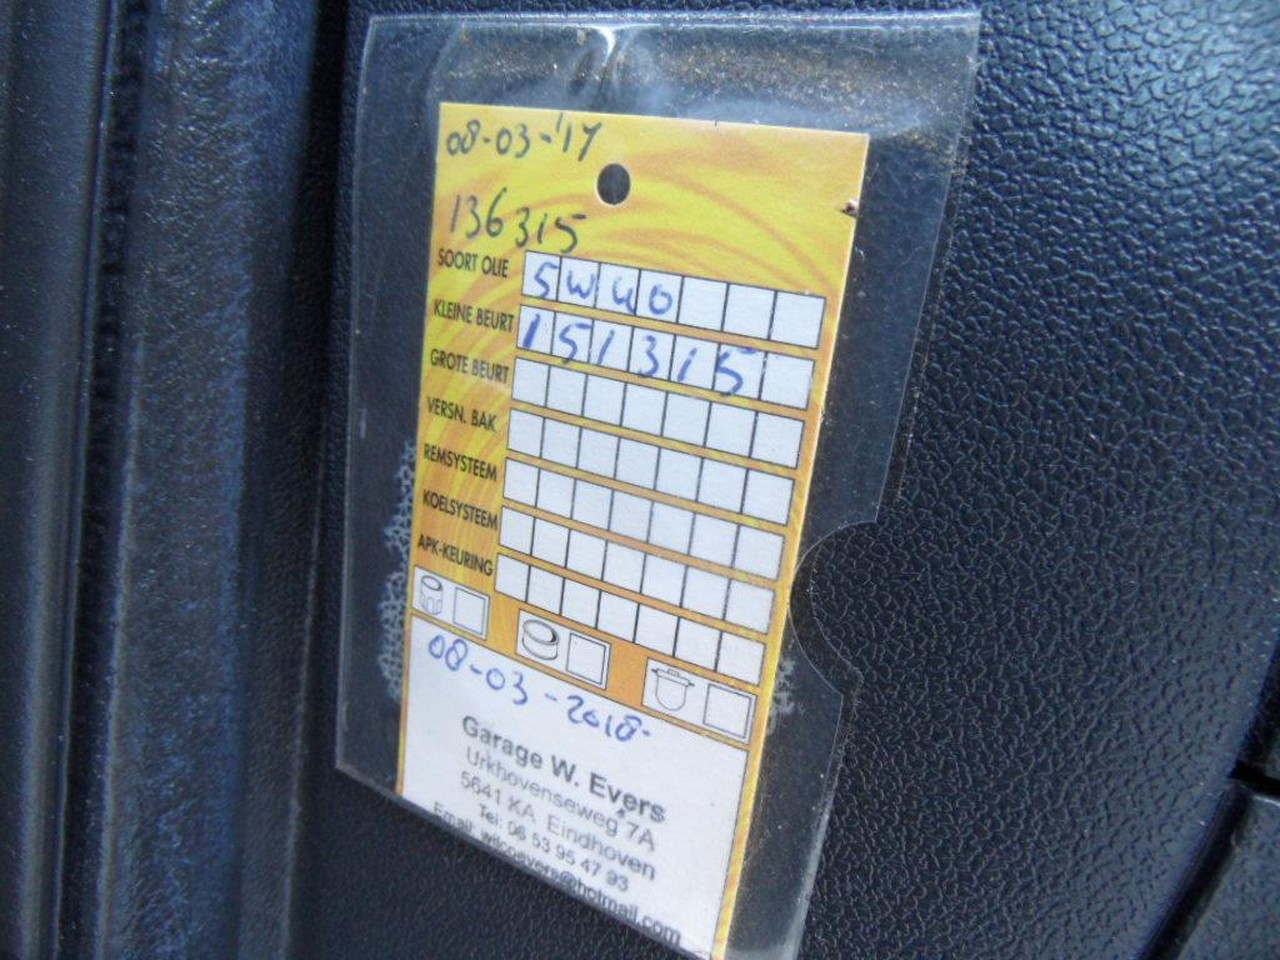 08-03-'17
136315
SOORT OLIE 5W40
KLEINE BEURT 151315
GROTE BEURT
VERSN. BAK
REMSYSTEEM
KOELSYSTEEM
APK-KEURING
08-03-2018-
Garage W. Evers
Urkhovenseweg 7A
5641 KA Eindhoven
Tel: 06 53 95 47 93
Email: wilcoevers@hotmail.com